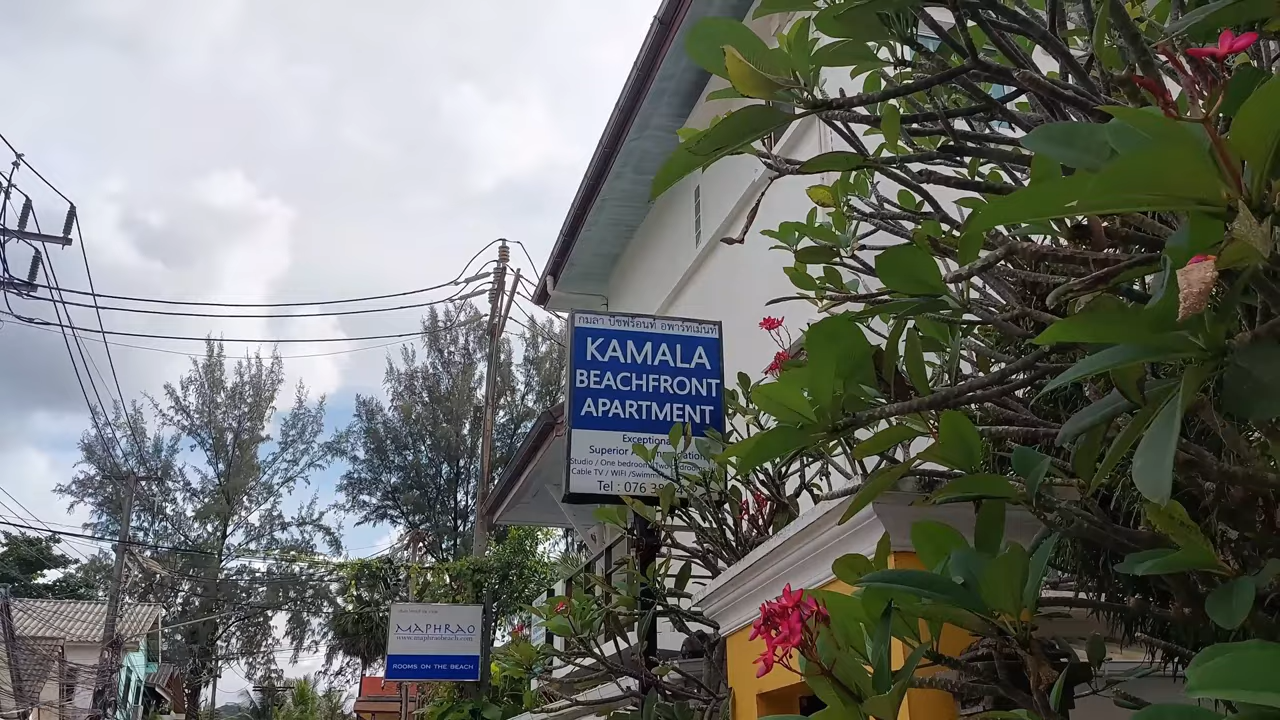 กมลา บีชฟร้อนท์ อพาร์ทเม้นท์
KAMALA
BEACHFRONT
APARTMENT
Exceptiona
Superior
Studio / One bedroom
Cable TV / WIFI /Swimm
Tel : 076 38
MAPHRAO
www.maphraobeach.com
ROOMS ON THE BEACH